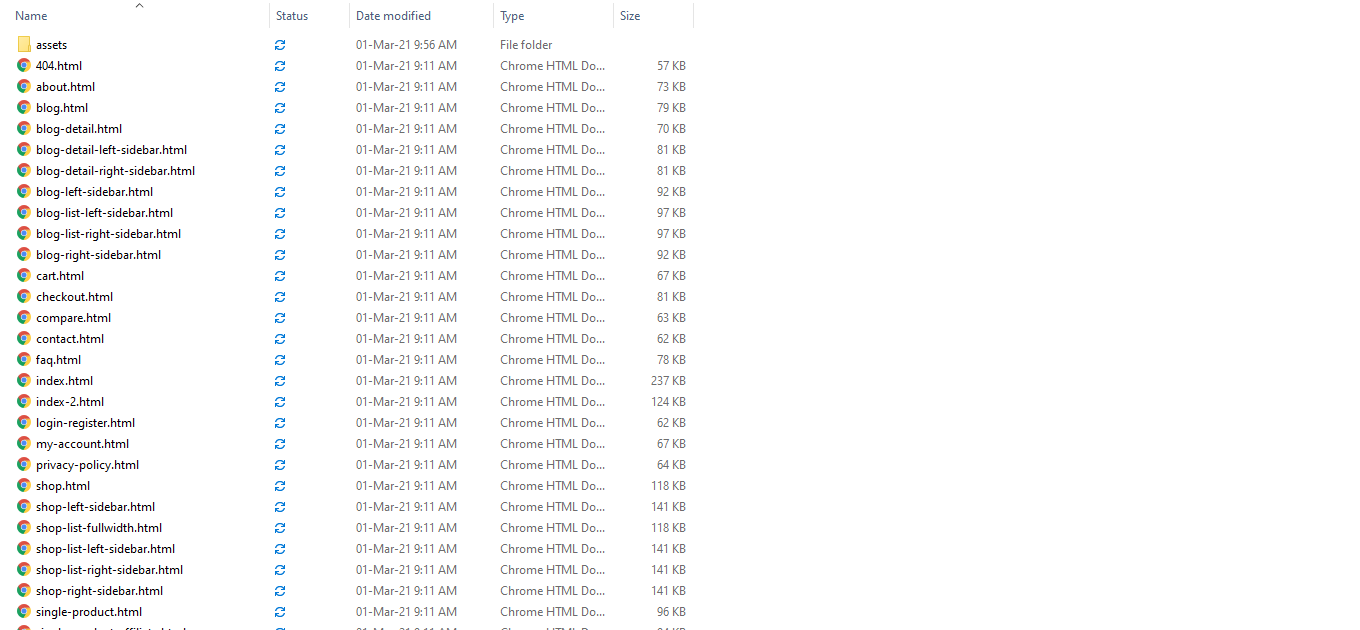 Name Status Date modified Type Size
assets 01-Mar-21 9:56 AM File folder
404.html 01-Mar-21 9:11 AM Chrome HTML Do... 57 KB
about.html 01-Mar-21 9:11 AM Chrome HTML Do... 73 KB
blog.html 01-Mar-21 9:11 AM Chrome HTML Do... 79 KB
blog-detail.html 01-Mar-21 9:11 AM Chrome HTML Do... 70 KB
blog-detail-left-sidebar.html 01-Mar-21 9:11 AM Chrome HTML Do... 81 KB
blog-detail-right-sidebar.html 01-Mar-21 9:11 AM Chrome HTML Do... 81 KB
blog-left-sidebar.html 01-Mar-21 9:11 AM Chrome HTML Do... 92 KB
blog-list-left-sidebar.html 01-Mar-21 9:11 AM Chrome HTML Do... 97 KB
blog-list-right-sidebar.html 01-Mar-21 9:11 AM Chrome HTML Do... 97 KB
blog-right-sidebar.html 01-Mar-21 9:11 AM Chrome HTML Do... 92 KB
cart.html 01-Mar-21 9:11 AM Chrome HTML Do... 67 KB
checkout.html 01-Mar-21 9:11 AM Chrome HTML Do... 81 KB
compare.html 01-Mar-21 9:11 AM Chrome HTML Do... 63 KB
contact.html 01-Mar-21 9:11 AM Chrome HTML Do... 62 KB
faq.html 01-Mar-21 9:11 AM Chrome HTML Do... 78 KB
index.html 01-Mar-21 9:11 AM Chrome HTML Do... 237 KB
index-2.html 01-Mar-21 9:11 AM Chrome HTML Do... 124 KB
login-register.html 01-Mar-21 9:11 AM Chrome HTML Do... 62 KB
my-account.html 01-Mar-21 9:11 AM Chrome HTML Do... 67 KB
privacy-policy.html 01-Mar-21 9:11 AM Chrome HTML Do... 64 KB
shop.html 01-Mar-21 9:11 AM Chrome HTML Do... 118 KB
shop-left-sidebar.html 01-Mar-21 9:11 AM Chrome HTML Do... 141 KB
shop-list-fullwidth.html 01-Mar-21 9:11 AM Chrome HTML Do... 118 KB
shop-list-left-sidebar.html 01-Mar-21 9:11 AM Chrome HTML Do... 141 KB
shop-list-right-sidebar.html 01-Mar-21 9:11 AM Chrome HTML Do... 141 KB
shop-right-sidebar.html 01-Mar-21 9:11 AM Chrome HTML Do... 141 KB
single-product.html 01-Mar-21 9:11 AM Chrome HTML Do... 96 KB